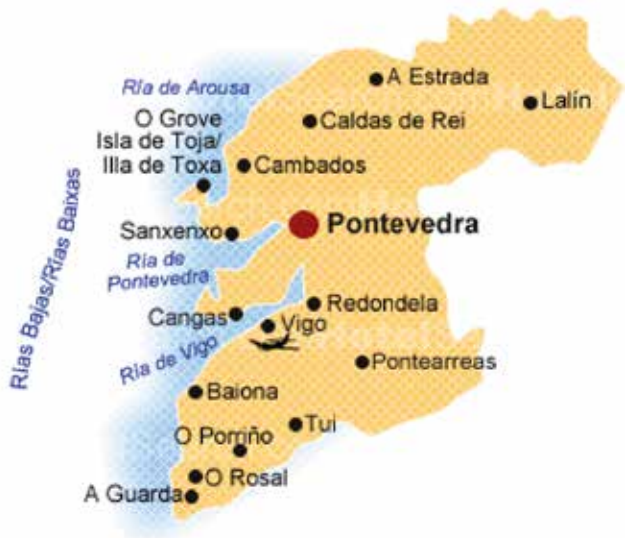 A Estrada
Ría de Arousa
Lalín
O Grove
Isla de Toja/
Illa de Toxa
Caldas de Rei
Cambados
Pontevedra
Sanxenxo
Ría de
Pontevedra
Rías Bajas/Rías Baixas
Redondela
Cangas
Vigo
Ría de Vigo
Pontearreas
Baiona
Tui
O Porriño
O Rosal
A Guarda